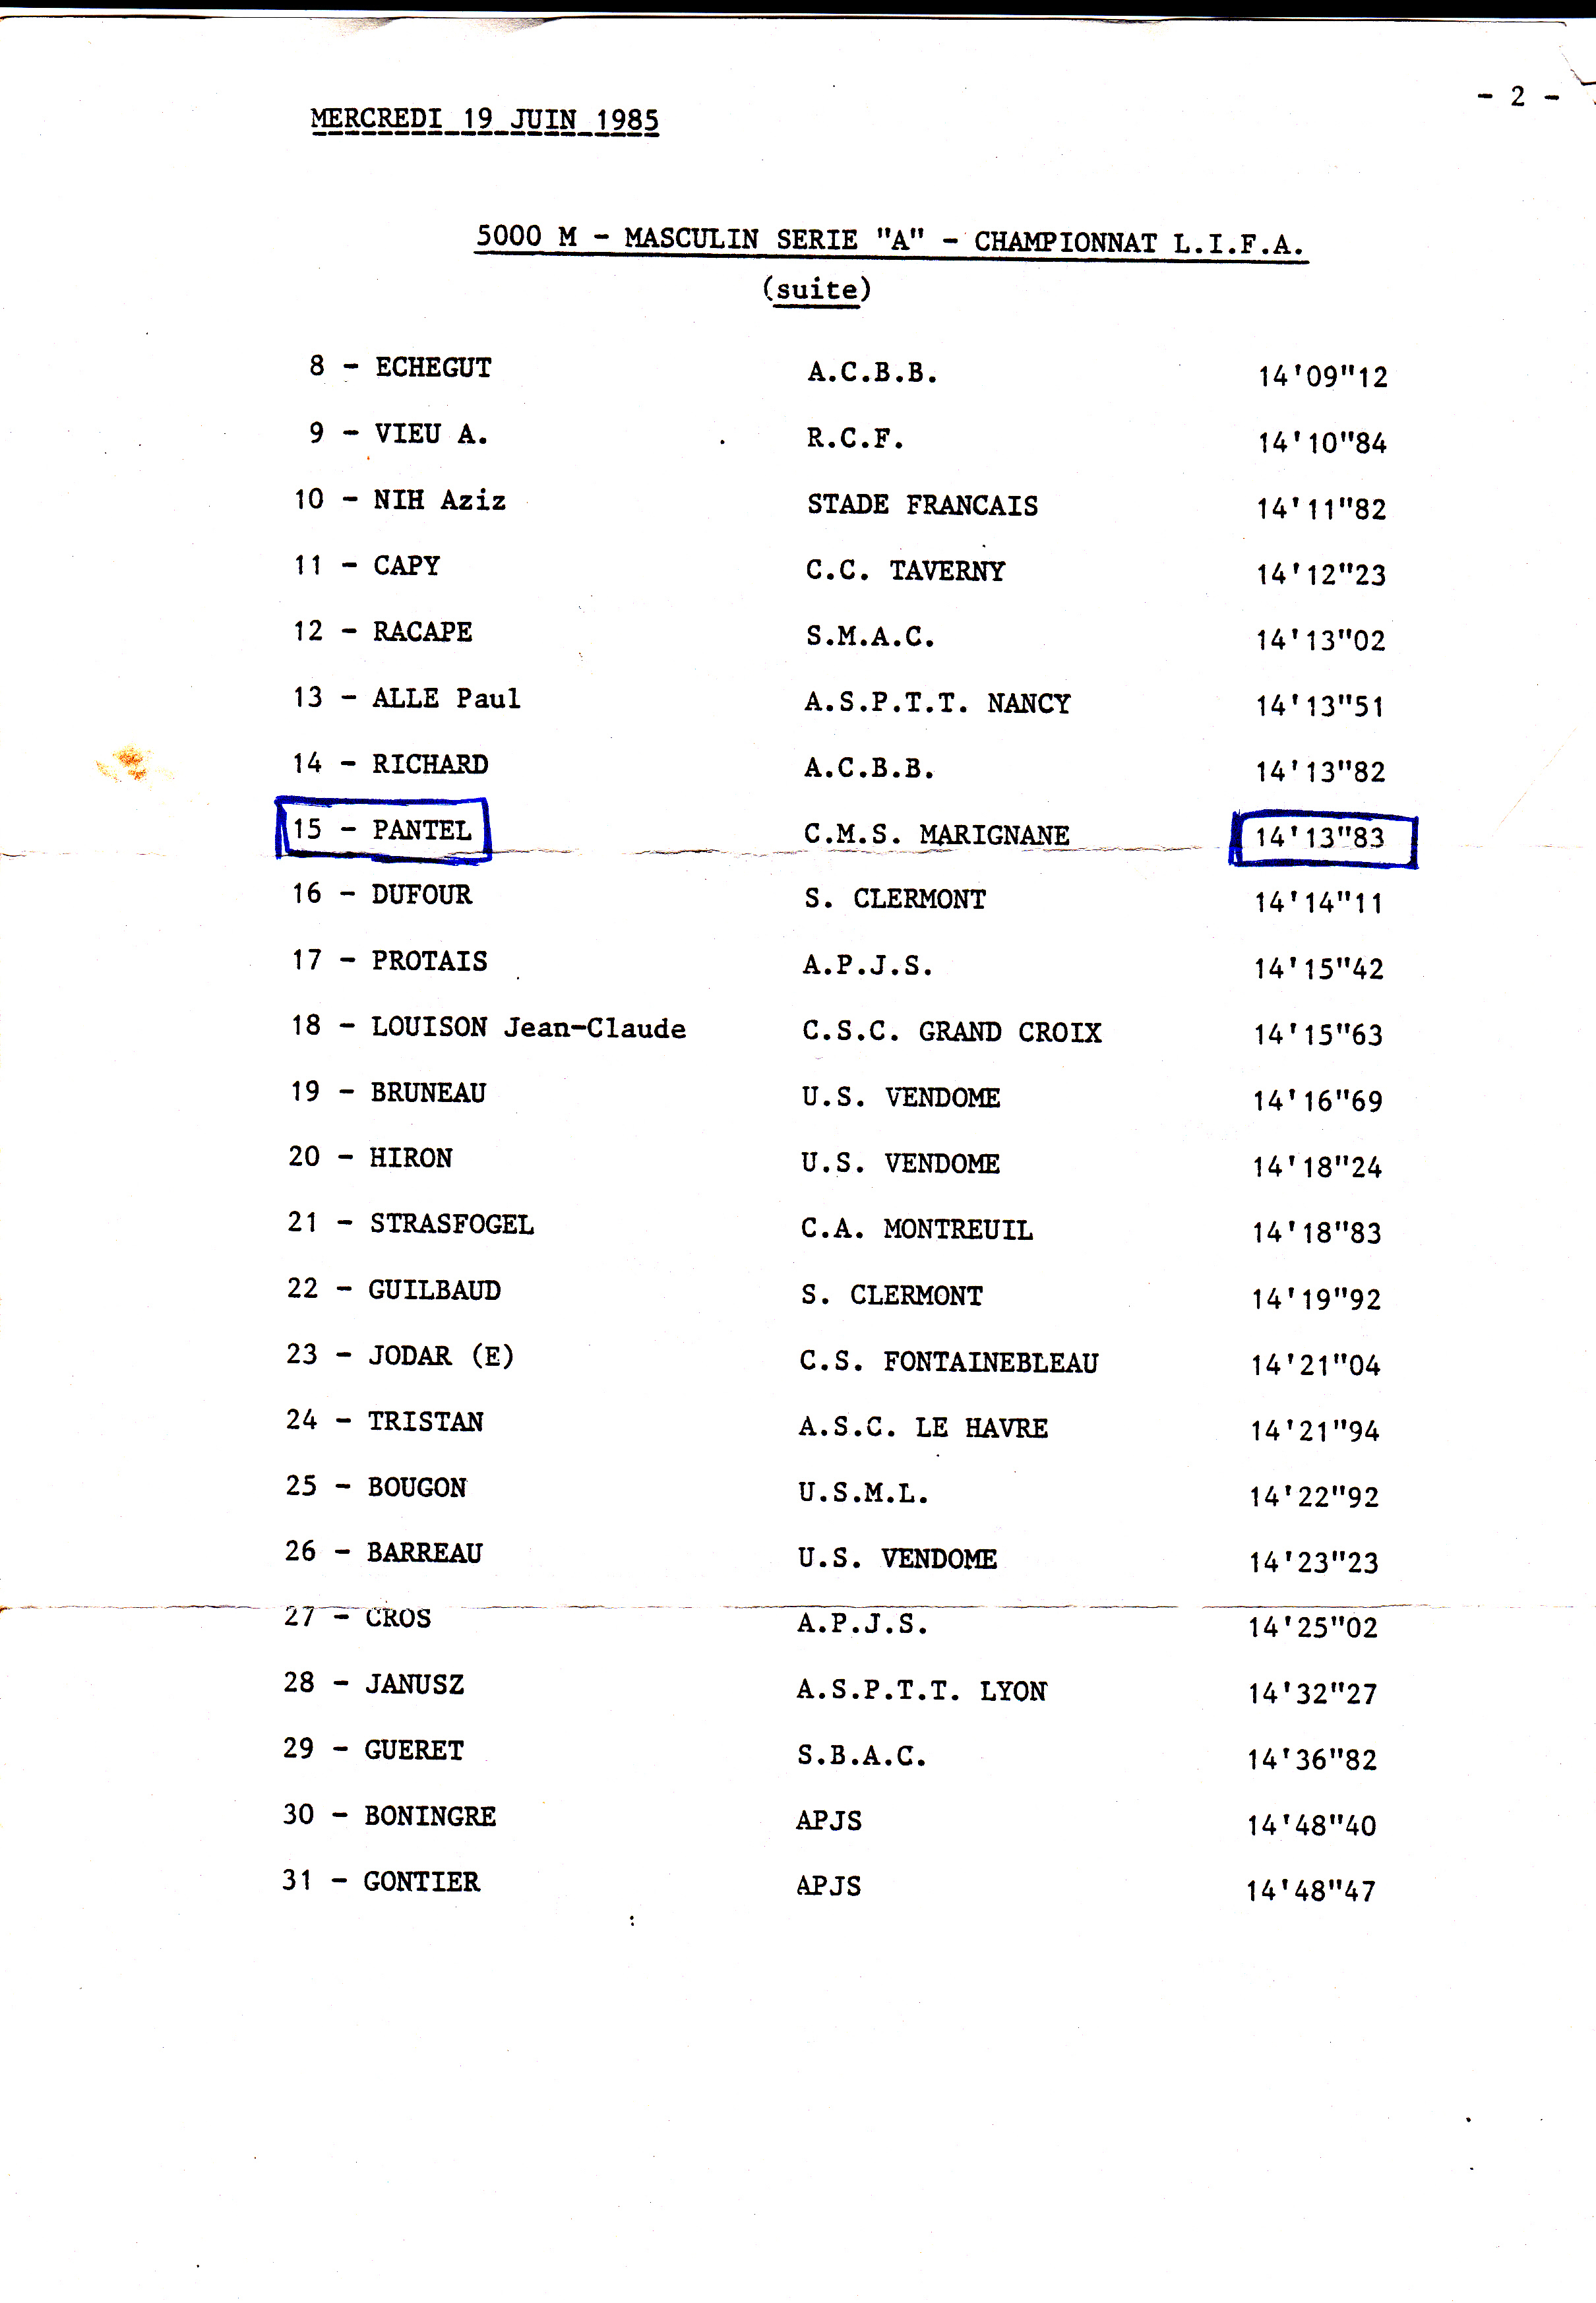 - 2 -
MERCREDI 19 JUIN 1985
5000 M - MASCULIN SERIE "A" - CHAMPIONNAT L.I.F.A.
(suite)
8 - ECHEGUT A.C.B.B. 14'09"12
9 - VIEU A. R.C.F. 14'10"84
10 - NIH Aziz STADE FRANCAIS 14'11"82
11 - CAPY C.C. TAVERNY 14'12"23
12 - RACAPE S.M.A.C. 14'13"02
13 - ALLE Paul A.S.P.T.T. NANCY 14'13"51
14 - RICHARD A.C.B.B. 14'13"82
15 - PANTEL C.M.S. MARIGNANE 14'13"83
16 - DUFOUR S. CLERMONT 14'14"11
17 - PROTAIS A.P.J.S. 14'15"42
18 - LOUISON Jean-Claude C.S.C. GRAND CROIX 14'15"63
19 - BRUNEAU U.S. VENDOME 14'16"69
20 - HIRON U.S. VENDOME 14'18"24
21 - STRASFOGEL C.A. MONTREUIL 14'18"83
22 - GUILBAUD S. CLERMONT 14'19"92
23 - JODAR (E) C.S. FONTAINEBLEAU 14'21"04
24 - TRISTAN A.S.C. LE HAVRE 14'21"94
25 - BOUGON U.S.M.L. 14'22"92
26 - BARREAU U.S. VENDOME 14'23"23
27 - CROS A.P.J.S. 14'25"02
28 - JANUSZ A.S.P.T.T. LYON 14'32"27
29 - GUERET S.B.A.C. 14'36"82
30 - BONINGRE APJS 14'48"40
31 - GONTIER APJS 14'48"47